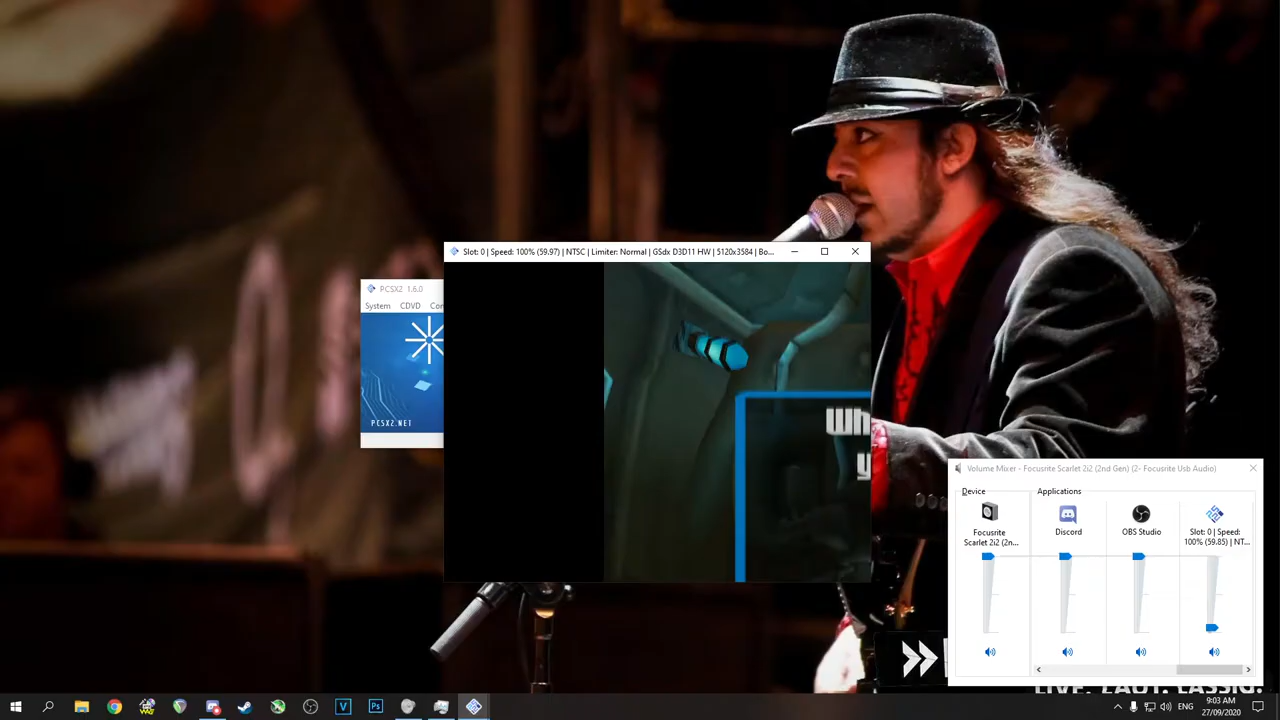 Slot: 0 | Speed: 100% (59.97) | NTSC | Limiter: Normal | GSdx D3D11 HW | 5120x3584 | Bo...
PCSX2 1.6.0
System CDVD Con
PCSX2.NET
Wh
y
Volume Mixer - Focusrite Scarlet 2i2 (2nd Gen) (2- Focusrite Usb Audio)
Device Applications
Focusrite
Scarlet 2i2 (2n...
Discord
OBS Studio
Slot: 0 | Speed:
100% (59.85) | NT...
LIVE. LAUT. LÄSSIG.
ENG
9:03 AM
27/09/2020